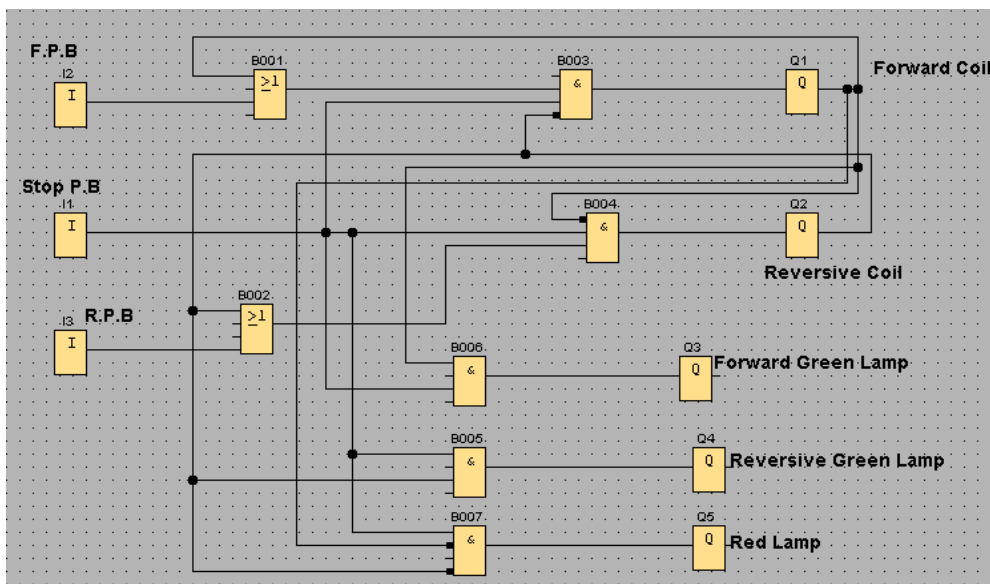 F.P.B
I2
I
B001
≥1
B003
&
Q1
Q
Forward Coil
Stop P.B
I1
I
B004
&
Q2
Q
Reversive Coil
R.P.B
I3
I
B002
≥1
B006
&
Q3
Q
Forward Green Lamp
B005
&
Q4
Q
Reversive Green Lamp
B007
&
Q5
Q
Red Lamp